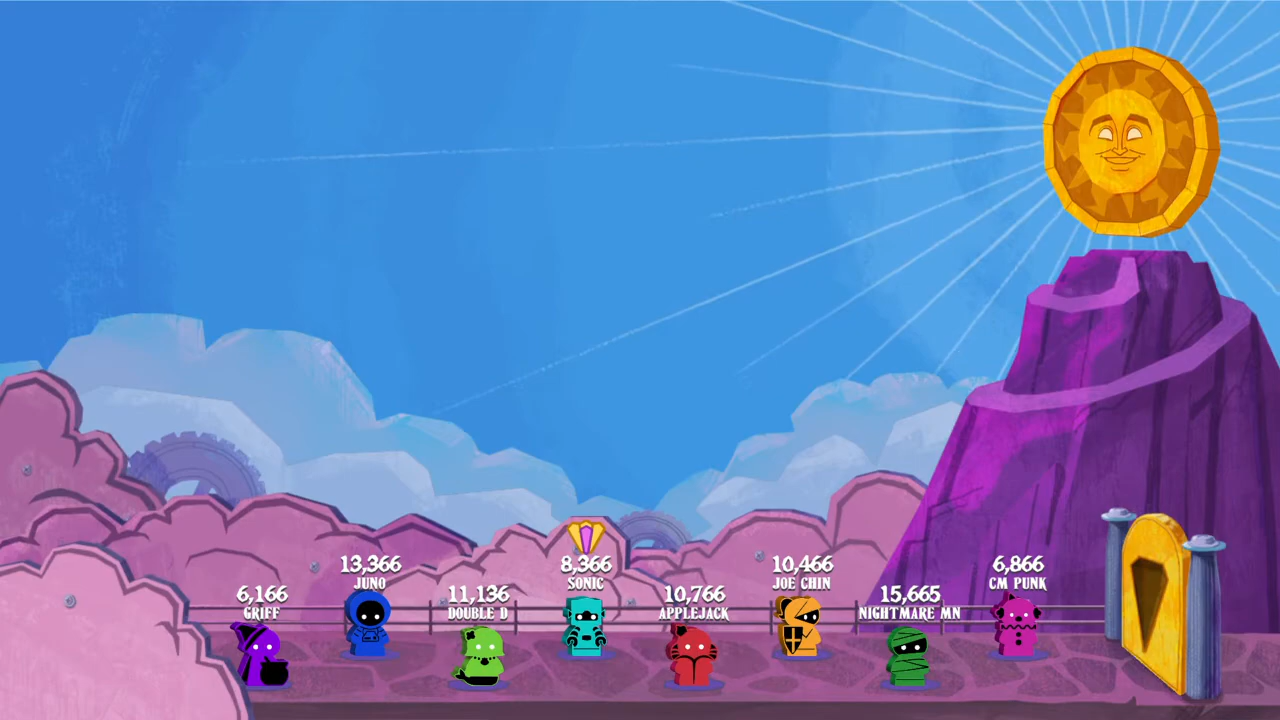 6,166
GRIFF
13,366
JUNO
11,136
DOUBLE D
8,366
SONIC
10,766
APPLEJACK
10,466
JOE CHIN
15,665
NIGHTMARE MN
6,866
CM PUNK